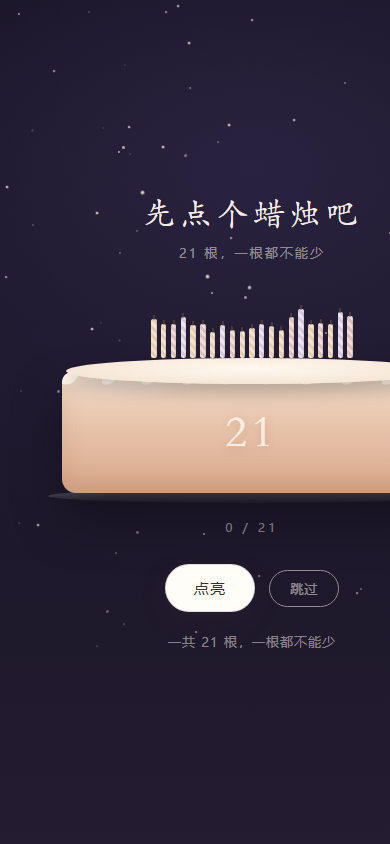 先点个蜡烛吧
21 根，一根都不能少
21
0 / 21
点亮 跳过
一共 21 根，一根都不能少